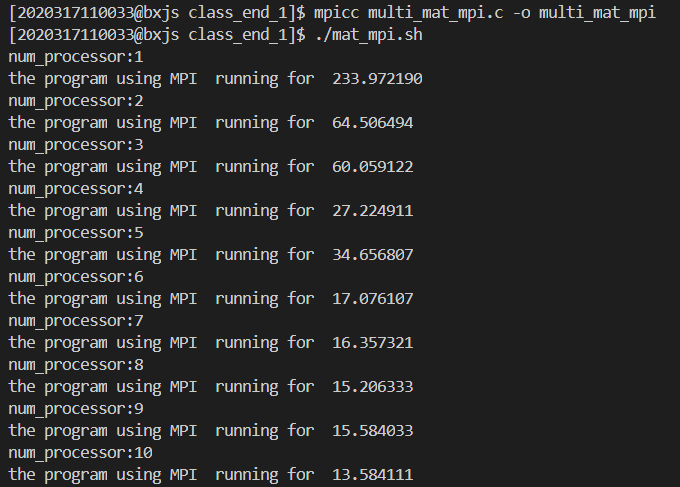 [2020317110033@bxjs class_end_1]$ mpicc multi_mat_mpi.c -o multi_mat_mpi
[2020317110033@bxjs class_end_1]$ ./mat_mpi.sh
num_processor:1
the program using MPI  running for  233.972190
num_processor:2
the program using MPI  running for  64.506494
num_processor:3
the program using MPI  running for  60.059122
num_processor:4
the program using MPI  running for  27.224911
num_processor:5
the program using MPI  running for  34.656807
num_processor:6
the program using MPI  running for  17.076107
num_processor:7
the program using MPI  running for  16.357321
num_processor:8
the program using MPI  running for  15.206333
num_processor:9
the program using MPI  running for  15.584033
num_processor:10
the program using MPI  running for  13.584111